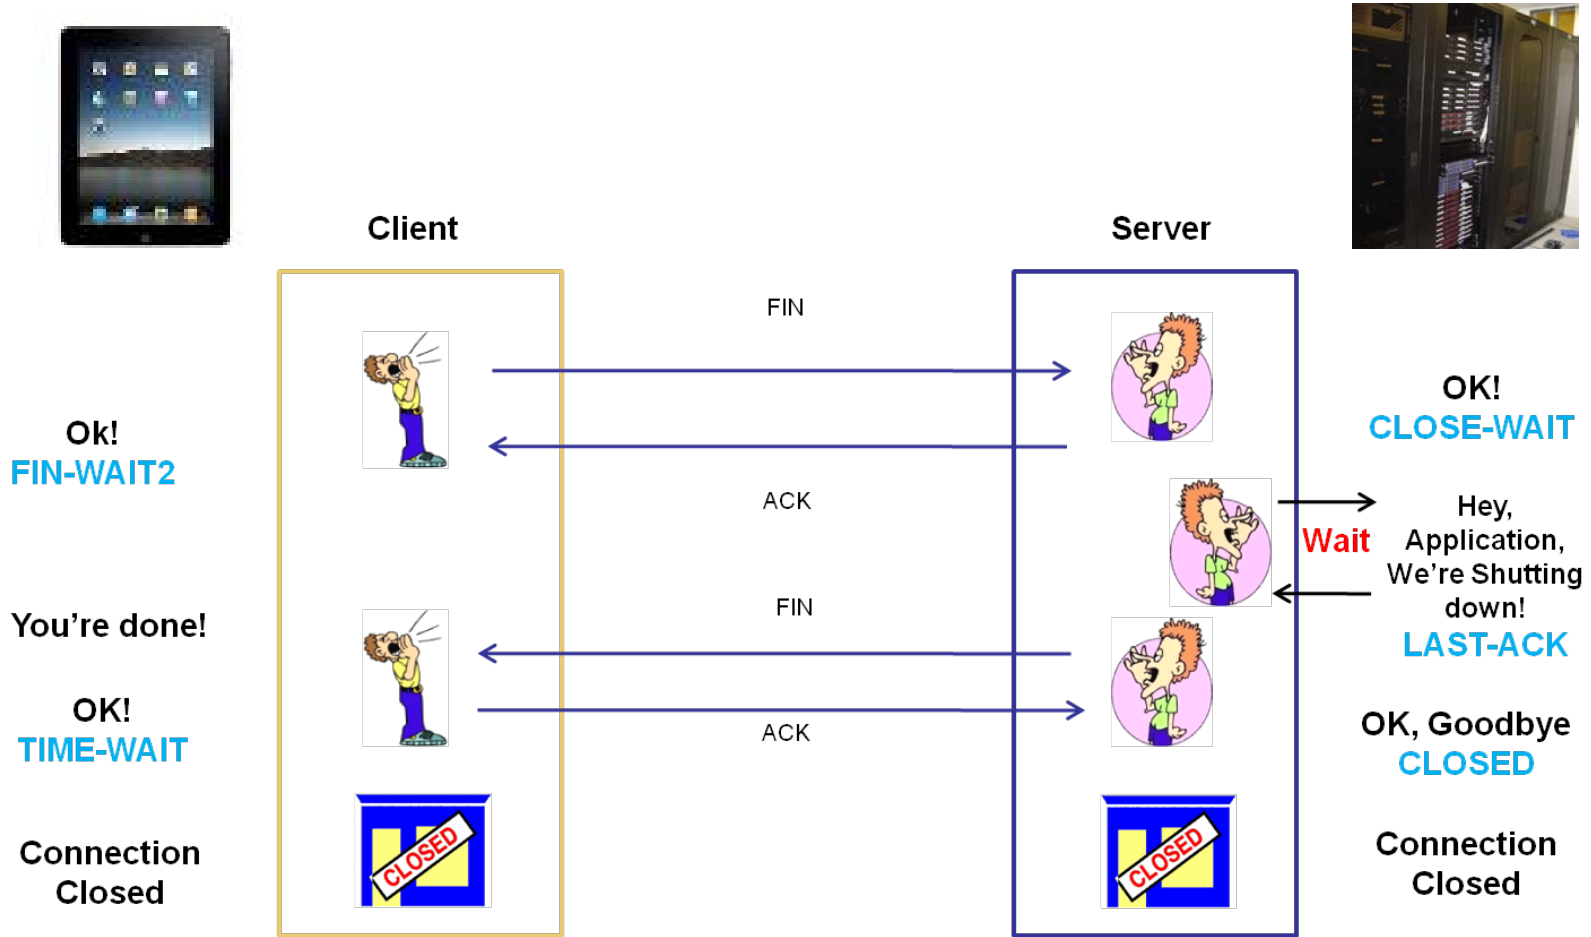 Client
Server
FIN
OK!
CLOSE-WAIT
Ok!
FIN-WAIT2
ACK
Hey,
Application,
We're Shutting
down!
Wait
LAST-ACK
FIN
You're done!
OK!
TIME-WAIT
ACK
OK, Goodbye
CLOSED
CLOSED
CLOSED
Connection
Closed
Connection
Closed